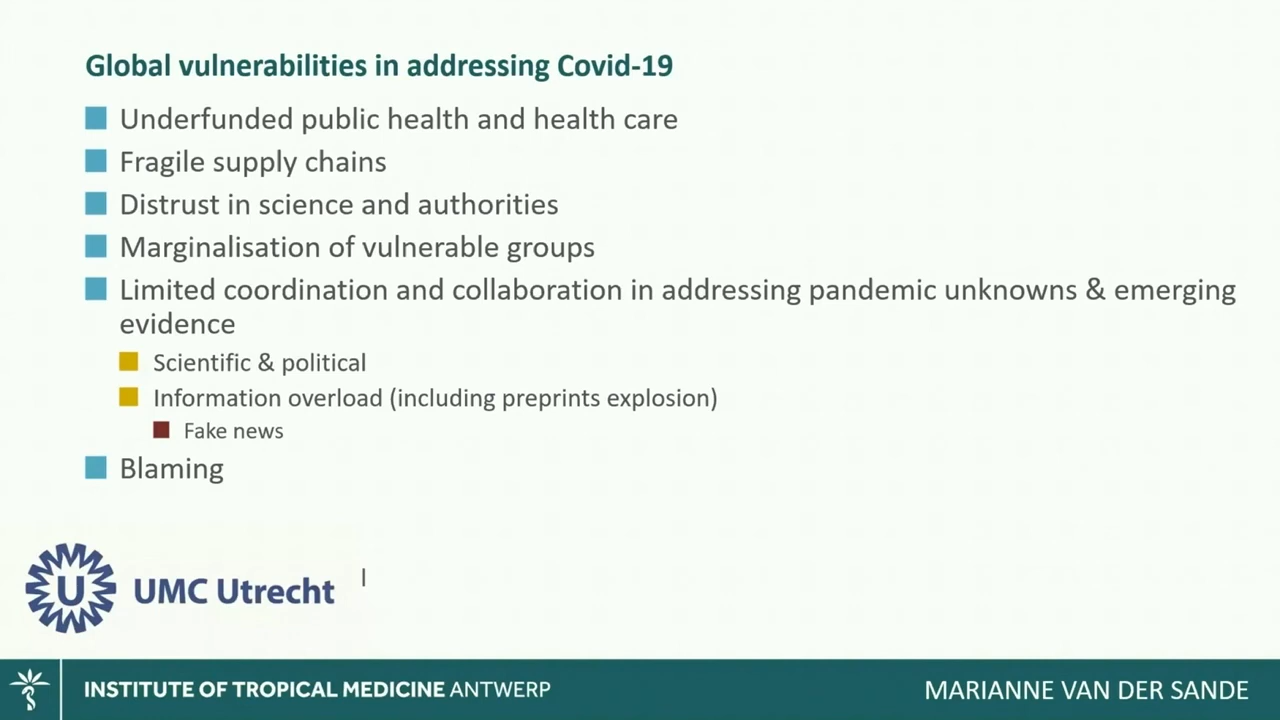 Global vulnerabilities in addressing Covid-19
Underfunded public health and health care
Fragile supply chains
Distrust in science and authorities
Marginalisation of vulnerable groups
Limited coordination and collaboration in addressing pandemic unknowns & emerging
evidence
Scientific & political
Information overload (including preprints explosion)
Fake news
Blaming
U UMC Utrecht
INSTITUTE OF TROPICAL MEDICINE ANTWERP
MARIANNE VAN DER SANDE